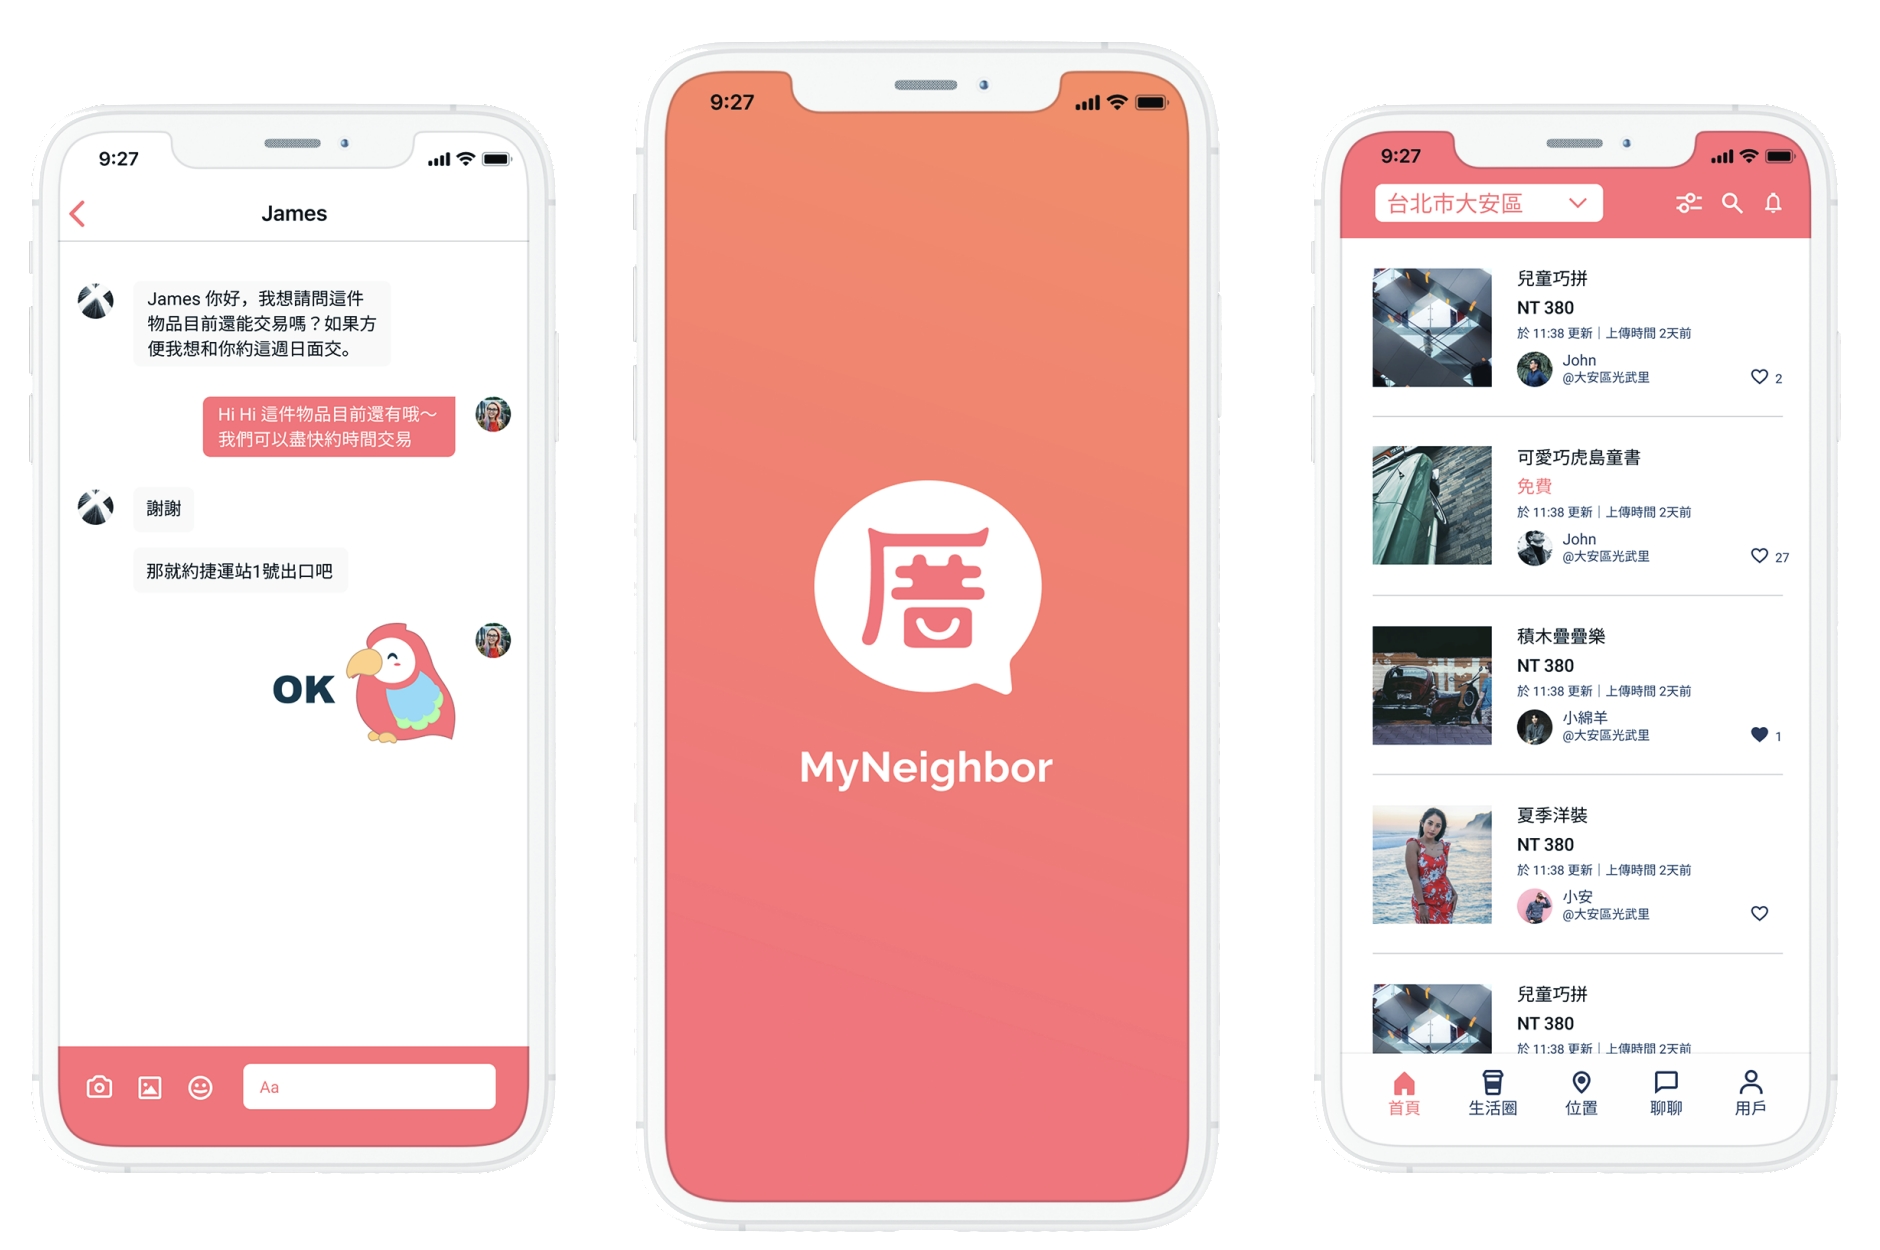 9:27
James
James 你好，我想請問這件
物品目前還能交易嗎？如果方
便我想和你約這週日面交。
Hi Hi 這件物品目前還有哦～
我們可以盡快約時間交易
謝謝
那就約捷運站1號出口吧
OK
Aa
9:27
厝
MyNeighbor
9:27
台北市大安區
兒童巧拼
NT 380
於 11:38 更新｜上傳時間 2天前
John
@大安區光武里
2
可愛巧虎島童書
免費
於 11:38 更新｜上傳時間 2天前
John
@大安區光武里
27
積木疊疊樂
NT 380
於 11:38 更新｜上傳時間 2天前
小綿羊
@大安區光武里
1
夏季洋裝
NT 380
於 11:38 更新｜上傳時間 2天前
小安
@大安區光武里
兒童巧拼
NT 380
於 11:38 更新｜上傳時間 2天前
首頁
生活圈
位置
聊聊
用戶